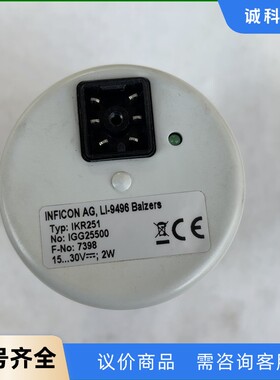 诚科
INFICON AG, LI-9496 Balzers
Typ: IKR251
No: IGG25500
F-No: 7398
15...30V⎓; 2W
号齐全
议价商品
需咨询客